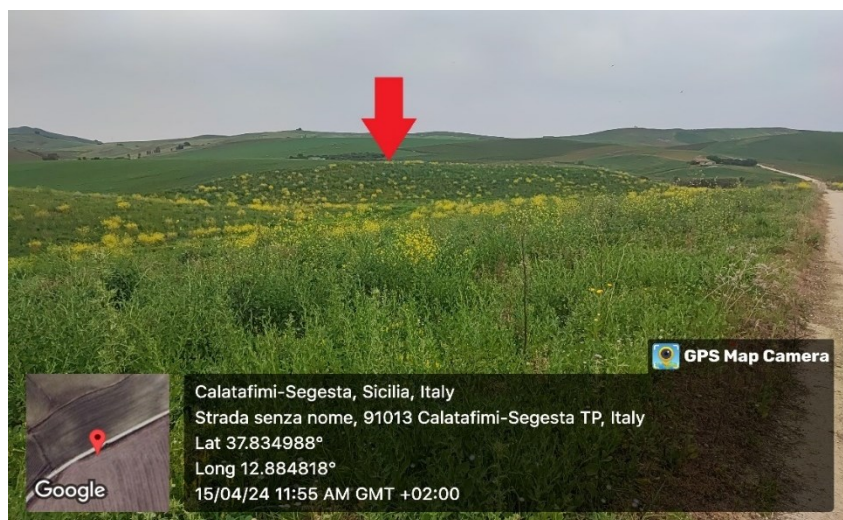 GPS Map Camera
Calatafimi-Segesta, Sicilia, Italy
Strada senza nome, 91013 Calatafimi-Segesta TP, Italy
Lat 37.834988°
Long 12.884818°
15/04/24 11:55 AM GMT +02:00
Google